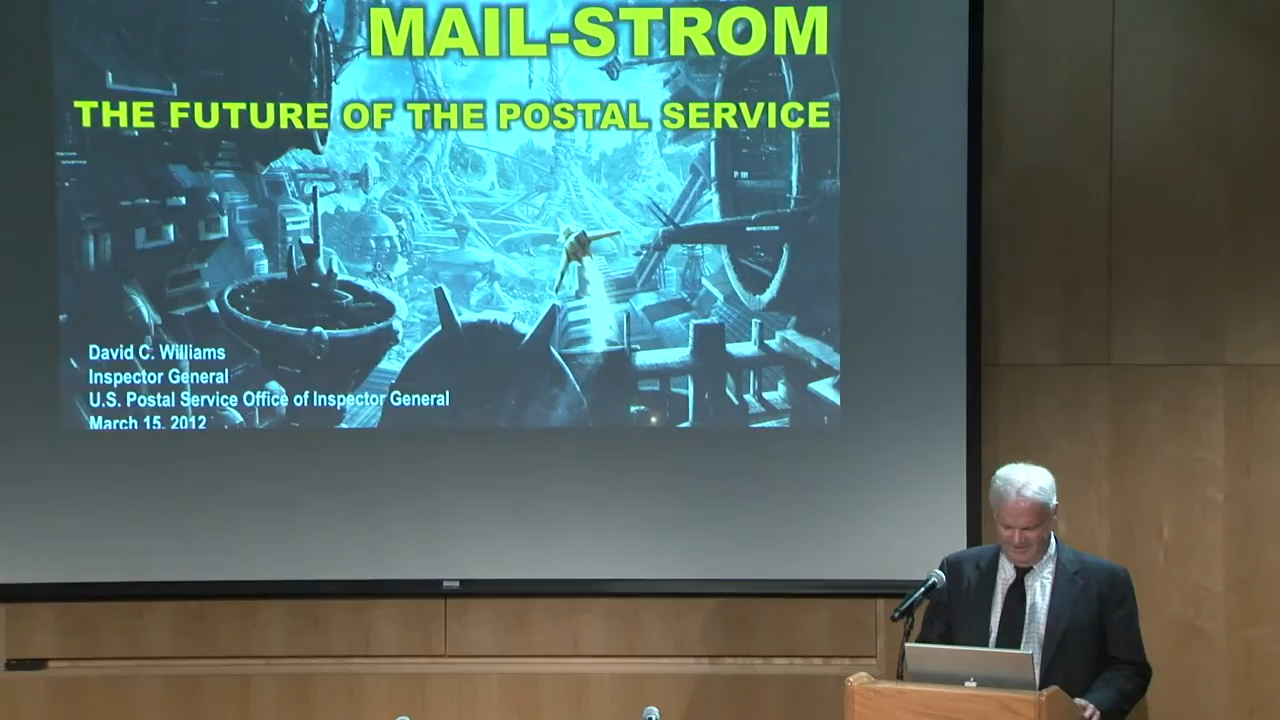 MAIL-STROM
THE FUTURE OF THE POSTAL SERVICE
David C. Williams
Inspector General
U.S. Postal Service Office of Inspector General
March 15, 2012